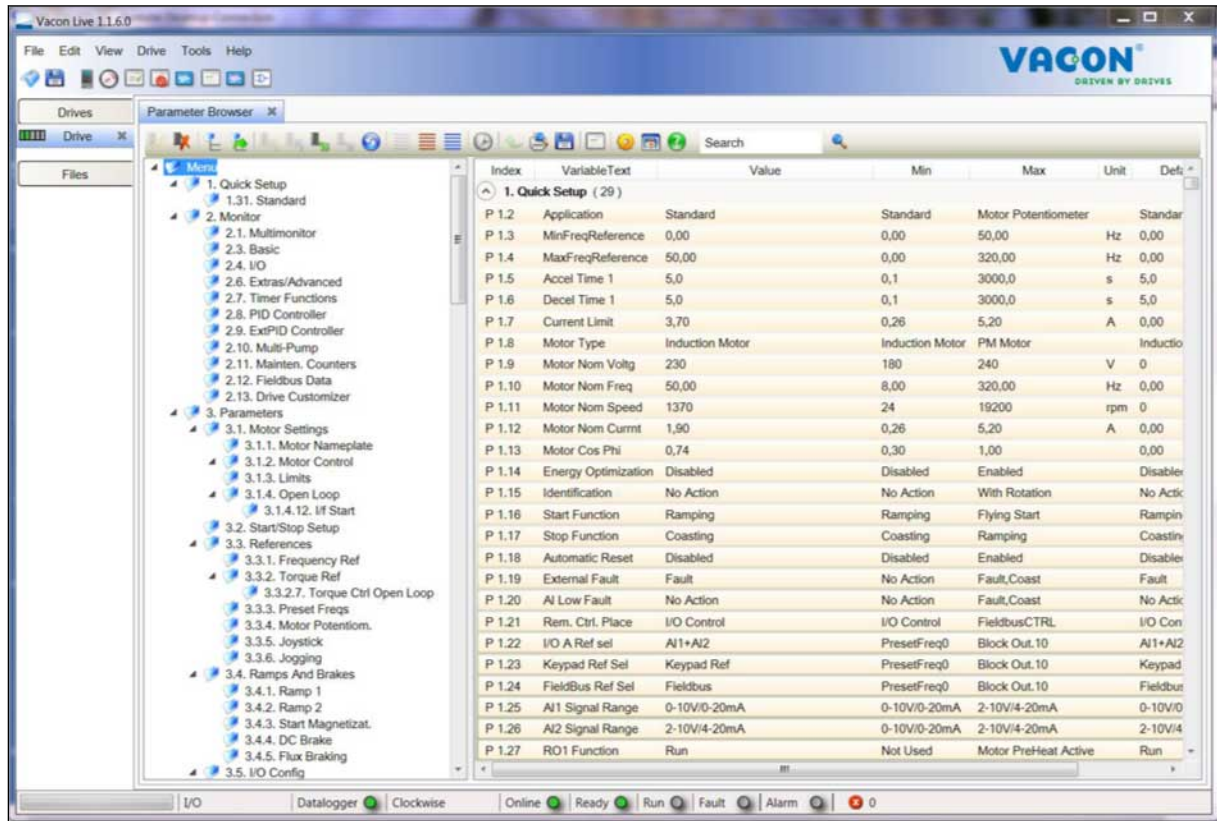 Vacon Live 1.1.6.0
File Edit View Drive Tools Help
VACON®
DRIVEN BY DRIVES
Drives
Drive
Files
Parameter Browser
Search
Menu
1. Quick Setup
1.31. Standard
2. Monitor
2.1. Multimonitor
2.3. Basic
2.4. I/O
2.6. Extras/Advanced
2.7. Timer Functions
2.8. PID Controller
2.9. ExtPID Controller
2.10. Multi-Pump
2.11. Mainten. Counters
2.12. Fieldbus Data
2.13. Drive Customizer
3. Parameters
3.1. Motor Settings
3.1.1. Motor Nameplate
3.1.2. Motor Control
3.1.3. Limits
3.1.4. Open Loop
3.1.4.12. I/f Start
3.2. Start/Stop Setup
3.3. References
3.3.1. Frequency Ref
3.3.2. Torque Ref
3.3.2.7. Torque Ctrl Open Loop
3.3.3. Preset Freqs
3.3.4. Motor Potentiom.
3.3.5. Joystick
3.3.6. Jogging
3.4. Ramps And Brakes
3.4.1. Ramp 1
3.4.2. Ramp 2
3.4.3. Start Magnetizat.
3.4.4. DC Brake
3.4.5. Flux Braking
3.5. I/O Config
Index VariableText Value Min Max Unit Defa
1. Quick Setup (29)
P 1.2 Application Standard Standard Motor Potentiometer Standar
P 1.3 MinFreqReference 0,00 0,00 50,00 Hz 0,00
P 1.4 MaxFreqReference 50,00 0,00 320,00 Hz 0,00
P 1.5 Accel Time 1 5,0 0,1 3000,0 s 5,0
P 1.6 Decel Time 1 5,0 0,1 3000,0 s 5,0
P 1.7 Current Limit 3,70 0,26 5,20 A 0,00
P 1.8 Motor Type Induction Motor Induction Motor PM Motor Inductio
P 1.9 Motor Nom Voltg 230 180 240 V 0
P 1.10 Motor Nom Freq 50,00 8,00 320,00 Hz 0,00
P 1.11 Motor Nom Speed 1370 24 19200 rpm 0
P 1.12 Motor Nom Currnt 1,90 0,26 5,20 A 0,00
P 1.13 Motor Cos Phi 0,74 0,30 1,00 0,00
P 1.14 Energy Optimization Disabled Disabled Enabled Disable
P 1.15 Identification No Action No Action With Rotation No Actic
P 1.16 Start Function Ramping Ramping Flying Start Rampin
P 1.17 Stop Function Coasting Coasting Ramping Coastin
P 1.18 Automatic Reset Disabled Disabled Enabled Disable
P 1.19 External Fault Fault No Action Fault,Coast Fault
P 1.20 AI Low Fault No Action No Action Fault,Coast No Actic
P 1.21 Rem. Ctrl. Place I/O Control I/O Control FieldbusCTRL I/O Con
P 1.22 I/O A Ref sel AI1+AI2 PresetFreq0 Block Out.10 AI1+AI2
P 1.23 Keypad Ref Sel Keypad Ref PresetFreq0 Block Out.10 Keypad
P 1.24 FieldBus Ref Sel Fieldbus PresetFreq0 Block Out.10 Fieldbus
P 1.25 AI1 Signal Range 0-10V/0-20mA 0-10V/0-20mA 2-10V/4-20mA 0-10V/0
P 1.26 AI2 Signal Range 2-10V/4-20mA 0-10V/0-20mA 2-10V/4-20mA 2-10V/4
P 1.27 RO1 Function Run Not Used Motor PreHeat Active Run
I/O Datalogger Clockwise Online Ready Run Fault Alarm 0